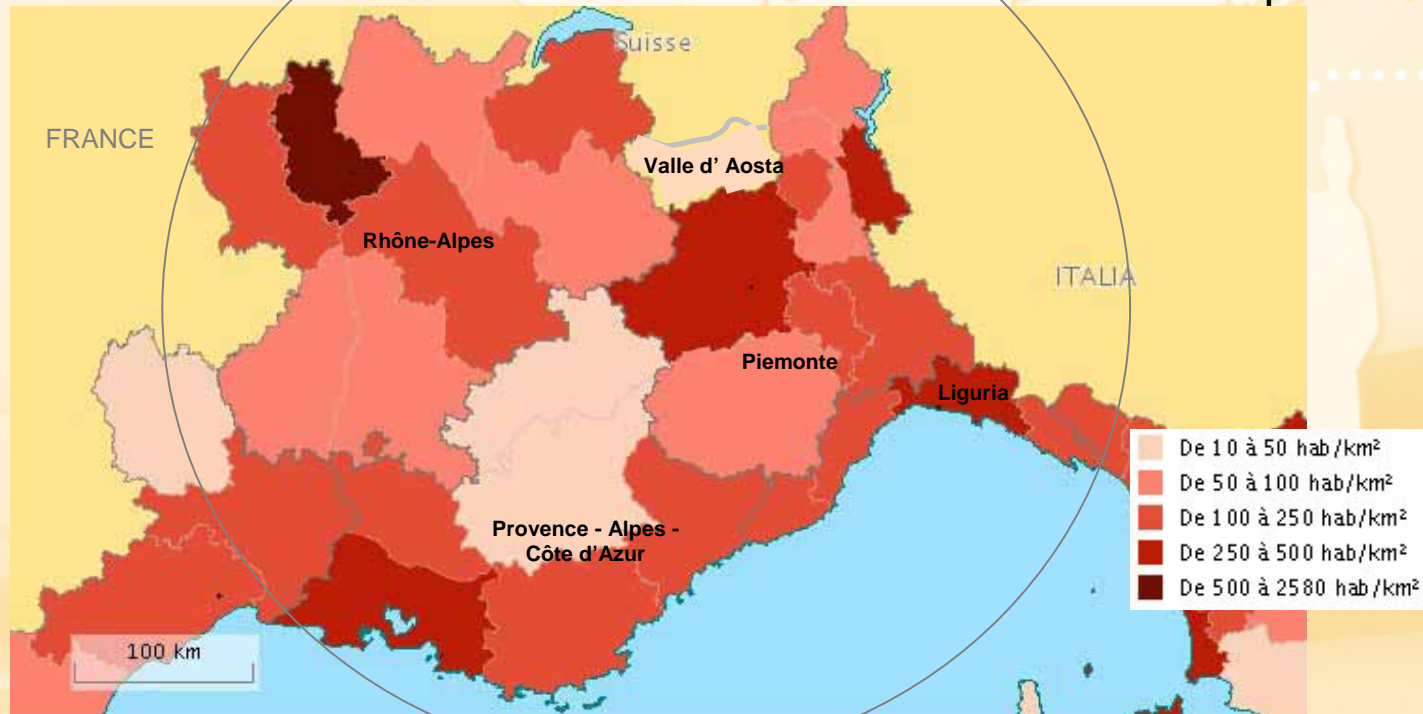 Suisse
FRANCE
Valle d' Aosta
Rhône-Alpes
ITALIA
Piemonte
Liguria
Provence - Alpes -
Côte d'Azur
De 10 à 50 hab/km²
De 50 à 100 hab/km²
De 100 à 250 hab/km²
De 250 à 500 hab/km²
De 500 à 2580 hab/km²
100 km